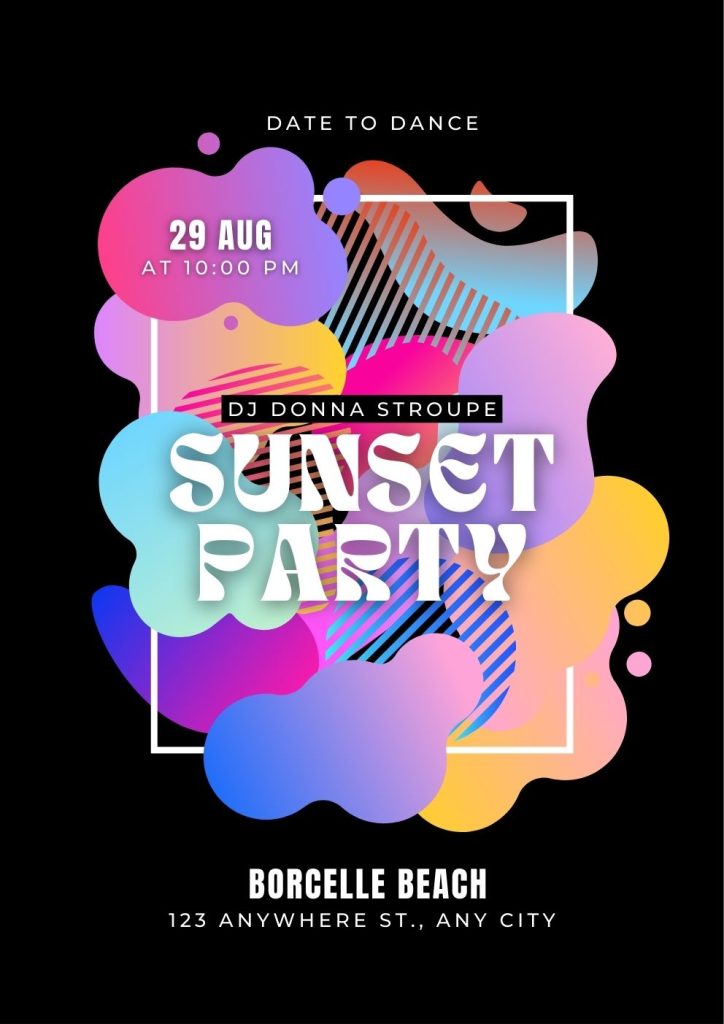 DATE TO DANCE
29 AUG
AT 10:00 PM
DJ DONNA STROUPE
SUNSET
PARTY
BORCELLE BEACH
123 ANYWHERE ST., ANY CITY